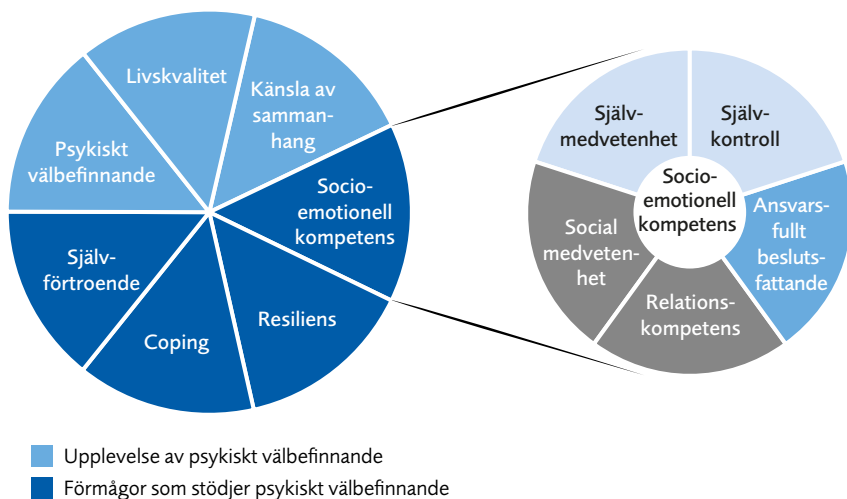 Livskvalitet
Känsla av
samman-
hang
Psykiskt
välbefinnande
Socio-
emotionell
kompetens
Själv-
förtroende
Coping
Resiliens
Själv-
medvetenhet
Själv-
kontroll
Socio-
emotionell
kompetens
Ansvars-
fullt
besluts-
fattande
Social
medveten-
het
Relations-
kompetens
Upplevelse av psykiskt välbefinnande
Förmågor som stödjer psykiskt välbefinnande